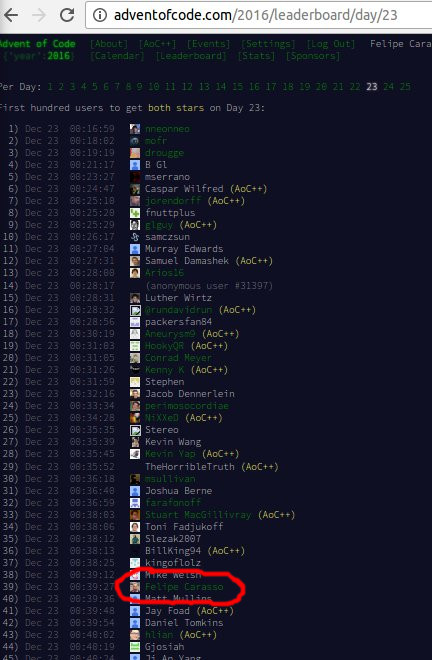 adventofcode.com/2016/leaderboard/day/23
Advent of Code [About] [AoC++] [Events] [Settings] [Log Out] Felipe Cara
{'year':2016} [Calendar] [Leaderboard] [Stats] [Sponsors]
Per Day: 1 2 3 4 5 6 7 8 9 10 11 12 13 14 15 16 17 18 19 20 21 22 23 24 25
First hundred users to get both stars on Day 23:
1) Dec 23 00:16:59 nneonneo
2) Dec 23 00:18:02 mofr
3) Dec 23 00:19:19 drougge
4) Dec 23 00:21:17 B Gl
5) Dec 23 00:23:27 mserrano
6) Dec 23 00:24:47 Caspar Wilfred (AoC++)
7) Dec 23 00:25:10 jorendorff (AoC++)
8) Dec 23 00:25:20 fnuttplus
9) Dec 23 00:25:29 glguy (AoC++)
10) Dec 23 00:26:17 samczsun
11) Dec 23 00:27:04 Murray Edwards
12) Dec 23 00:27:31 Samuel Damashek (AoC++)
13) Dec 23 00:28:00 Arios16
14) Dec 23 00:28:17 (anonymous user #31397)
15) Dec 23 00:28:31 Luther Wirtz
16) Dec 23 00:28:32 @rundavidrun (AoC++)
17) Dec 23 00:28:56 packersfan84
18) Dec 23 00:30:19 Aneurysm9 (AoC++)
19) Dec 23 00:31:03 HookyQR (AoC++)
20) Dec 23 00:31:05 Conrad Meyer
21) Dec 23 00:31:26 Kenny K (AoC++)
22) Dec 23 00:31:59 Stephen
23) Dec 23 00:32:16 Jacob Dennerlein
24) Dec 23 00:33:34 perimosocordiae
25) Dec 23 00:34:28 NiXXeD (AoC++)
26) Dec 23 00:35:35 Stereo
27) Dec 23 00:35:39 Kevin Wang
28) Dec 23 00:35:45 Kevin Yap (AoC++)
29) Dec 23 00:35:52 TheHorribleTruth (AoC++)
30) Dec 23 00:36:18 msullivan
31) Dec 23 00:36:40 Joshua Berne
32) Dec 23 00:36:59 farafonoff
33) Dec 23 00:38:03 Stuart MacGillivray (AoC++)
34) Dec 23 00:38:06 Toni Fadjukoff
35) Dec 23 00:38:12 Slezak2007
36) Dec 23 00:38:13 BillKing94 (AoC++)
37) Dec 23 00:38:25 kingoflolz
38) Dec 23 00:39:12 Mike Welsh
39) Dec 23 00:39:27 Felipe Carasso
40) Dec 23 00:39:36 Matt Mullins
41) Dec 23 00:39:48 Jay Foad (AoC++)
42) Dec 23 00:39:54 Daniel Tomkins
43) Dec 23 00:40:02 hlian (AoC++)
44) Dec 23 00:40:19 Gjosiah
45) Dec 23 Ji An Yang